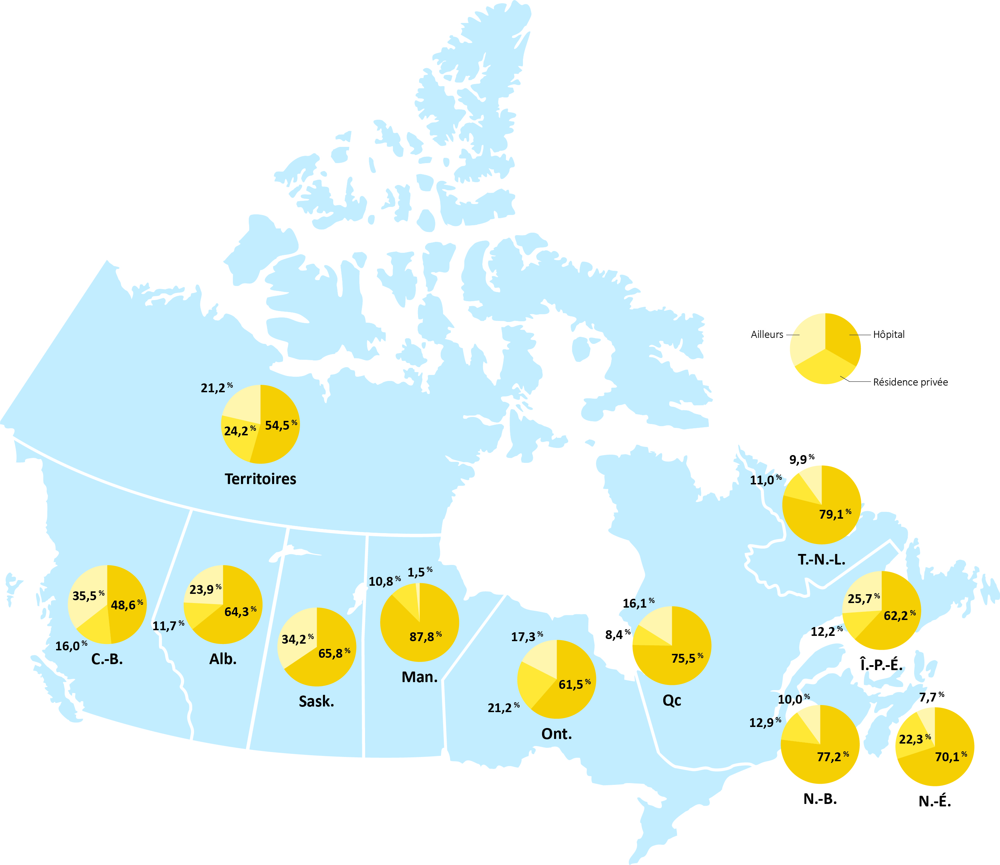 Ailleurs
Hôpital
Résidence privée
21,2 %
24,2 %
54,5 %
Territoires
9,9 %
11,0 %
79,1 %
T.-N.-L.
35,5 %
48,6 %
16,0 %
C.-B.
23,9 %
64,3 %
11,7 %
Alb.
34,2 %
65,8 %
Sask.
1,5 %
10,8 %
87,8 %
Man.
17,3 %
61,5 %
21,2 %
Ont.
16,1 %
8,4 %
75,5 %
Qc
25,7 %
62,2 %
12,2 %
Î.-P.-É.
10,0 %
12,9 %
77,2 %
N.-B.
7,7 %
22,3 %
70,1 %
N.-É.